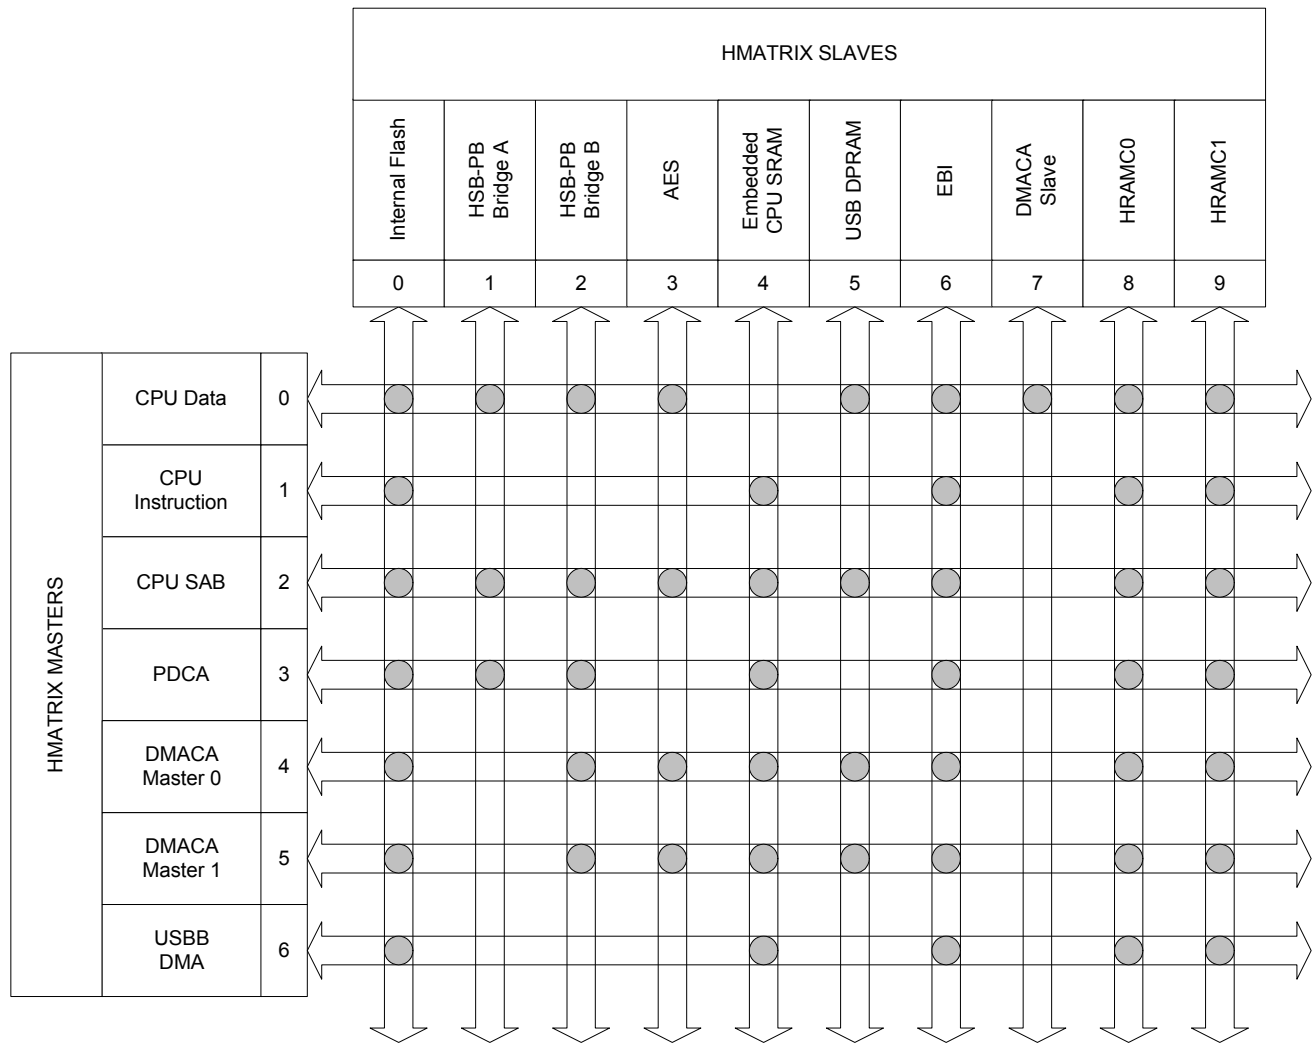 HMATRIX SLAVES
Internal Flash
HSB-PB
Bridge A
HSB-PB
Bridge B
AES
Embedded
CPU SRAM
USB DPRAM
EBI
DMACA
Slave
HRAMC0
HRAMC1
0 1 2 3 4 5 6 7 8 9
HMATRIX MASTERS
CPU Data 0
CPU
Instruction 1
CPU SAB 2
PDCA 3
DMACA
Master 0 4
DMACA
Master 1 5
USBB
DMA 6